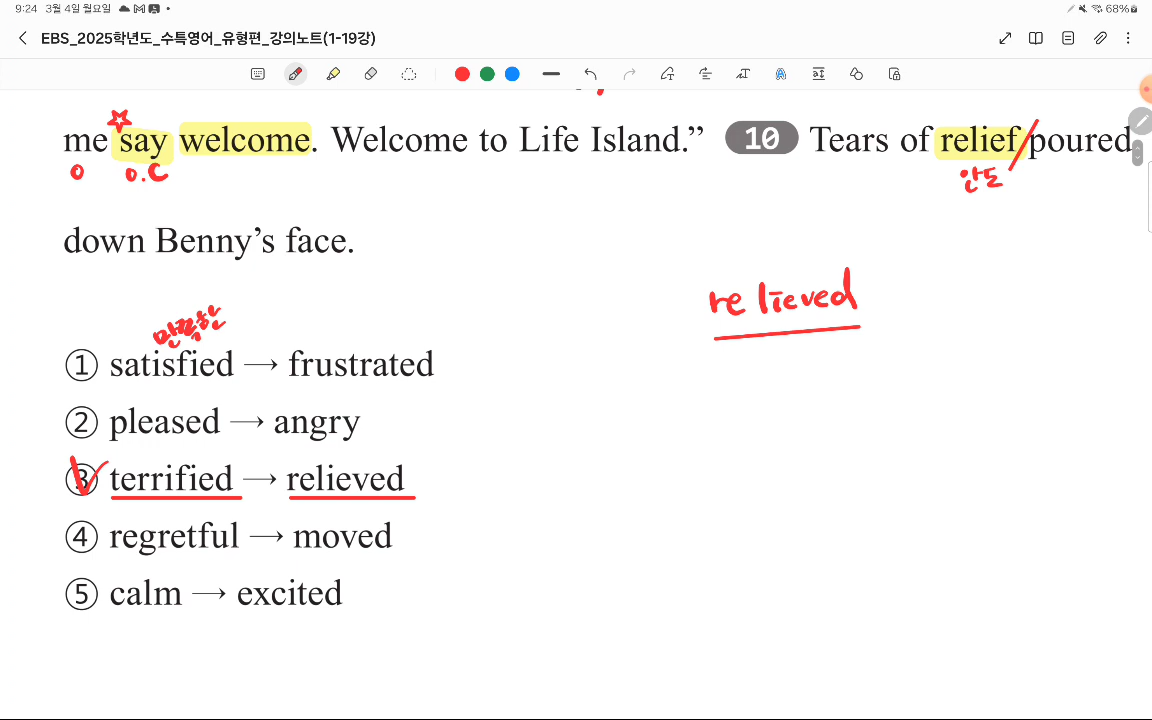 9:24 3월 4일 월요일 68%
EBS_2025학년도_수특영어_유형편_강의노트(1-19강)
me say welcome. Welcome to Life Island.” 10 Tears of relief / poured
O O.C 안도
down Benny’s face.
relieved
만족한
① satisfied → frustrated
② pleased → angry
③ terrified → relieved
④ regretful → moved
⑤ calm → excited